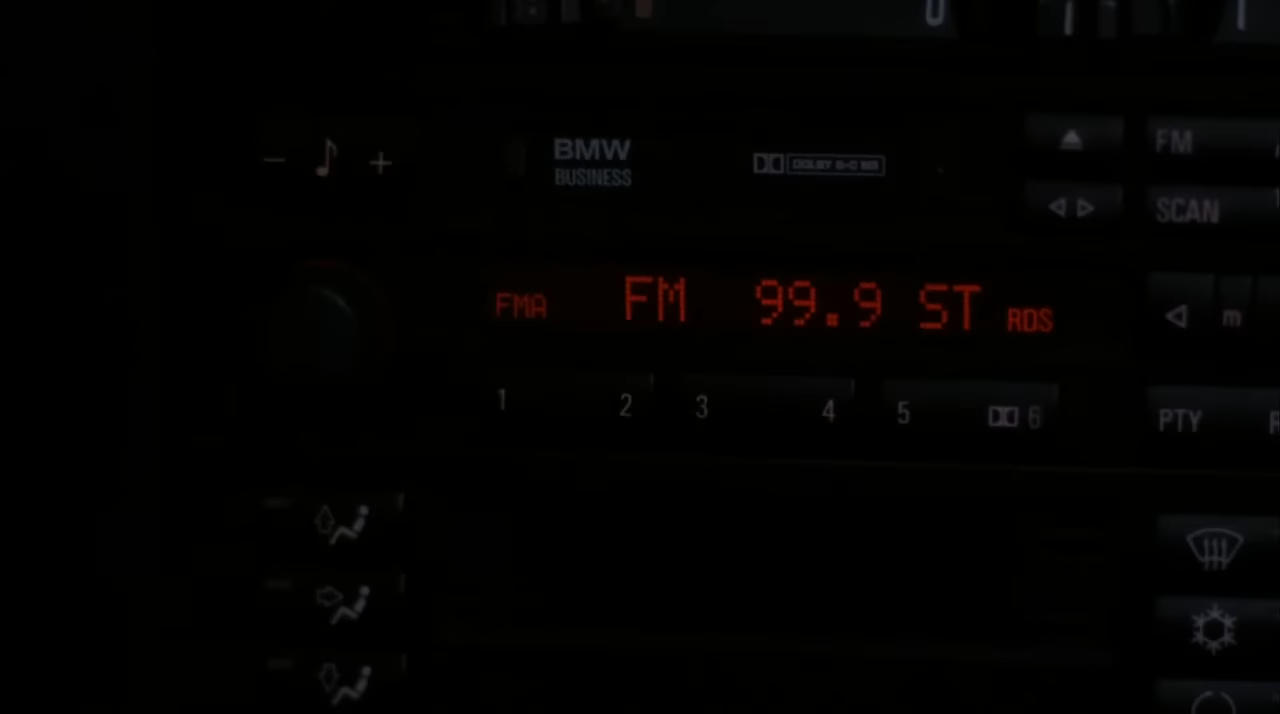 BMW
BUSINESS
DOLBY B-C NR
FM
SCAN
FMA FM 99.9 ST RDS
m
1 2 3 4 5 6
PTY